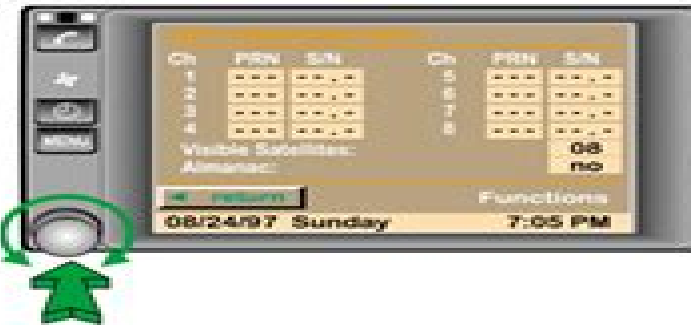 MENU
Ch PRN S/N Ch PRN S/N
1 --- --.- 5 --- --.-
2 --- --.- 6 --- --.-
3 --- --.- 7 --- --.-
4 --- --.- 8 --- --.-
Visible Satellites: 08
Almanac: no
◄ return Functions
08/24/97 Sunday 7:05 PM